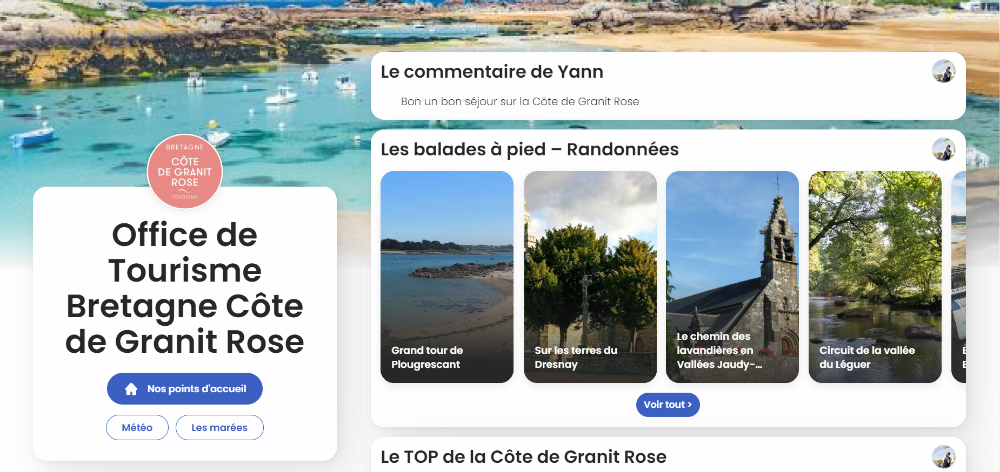 BRETAGNE
CÔTE
DE GRANIT
ROSE
TOURISME
Office de
Tourisme
Bretagne Côte
de Granit Rose
Nos points d'accueil
Météo
Les marées
Le commentaire de Yann
Bon un bon séjour sur la Côte de Granit Rose
Les balades à pied – Randonnées
Grand tour de
Plougrescant
Sur les terres du
Dresnay
Le chemin des
lavandières en
Vallées Jaudy-...
Circuit de la vallée
du Léguer
Voir tout >
Le TOP de la Côte de Granit Rose